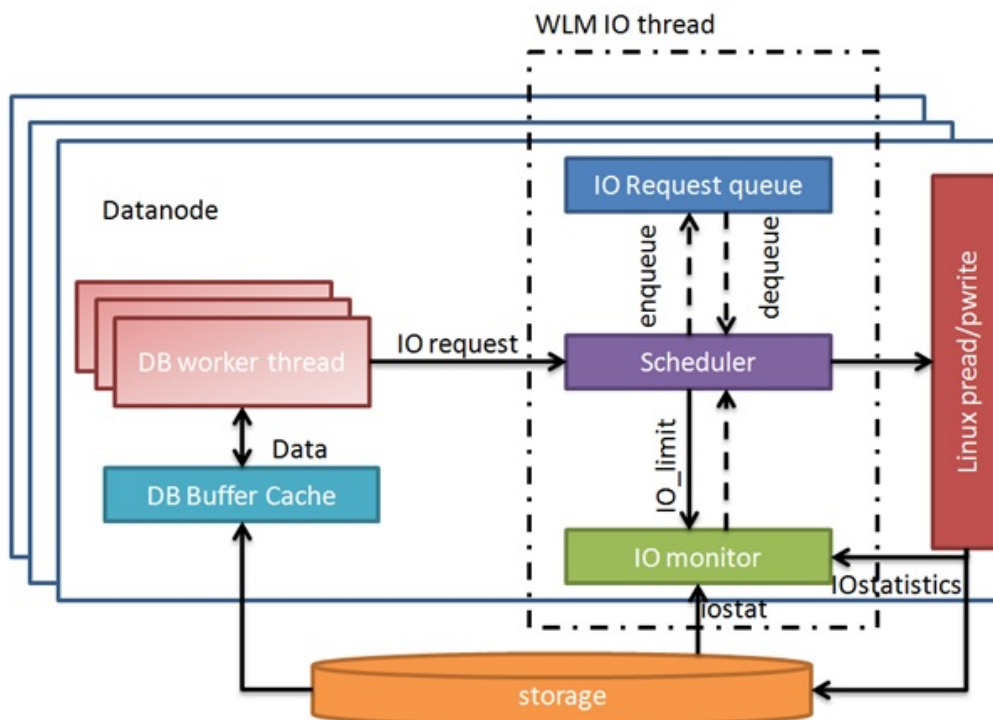 WLM IO thread
IO Request queue
Datanode
enqueue
dequeue
DB worker thread
IO request
Scheduler
Linux pread/pwrite
Data
IO_limit
DB Buffer Cache
IO monitor
IOstatistics
iostat
storage